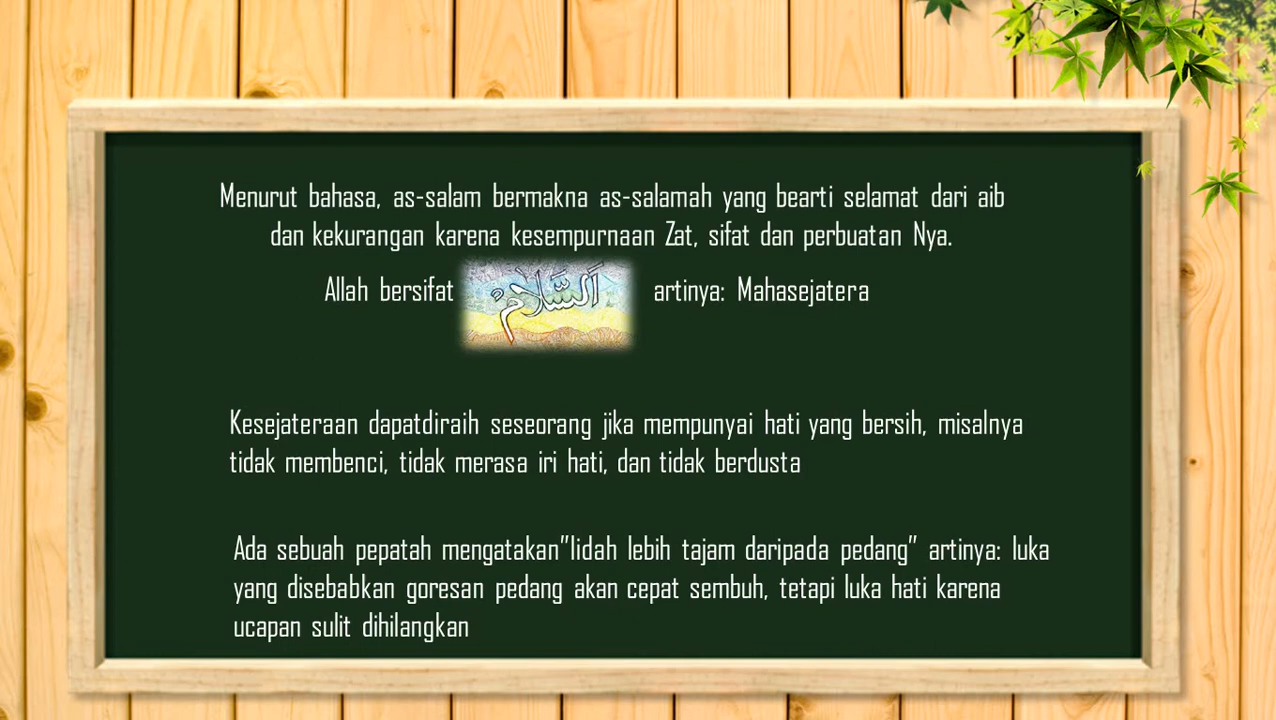 Menurut bahasa, as-salam bermakna as-salamah yang bearti selamat dari aib
dan kekurangan karena kesempurnaan Zat, sifat dan perbuatan Nya.
Allah bersifat اَلسَّلَامُ artinya: Mahasejatera
Kesejateraan dapatdiraih seseorang jika mempunyai hati yang bersih, misalnya
tidak membenci, tidak merasa iri hati, dan tidak berdusta
Ada sebuah pepatah mengatakan”lidah lebih tajam daripada pedang” artinya: luka
yang disebabkan goresan pedang akan cepat sembuh, tetapi luka hati karena
ucapan sulit dihilangkan